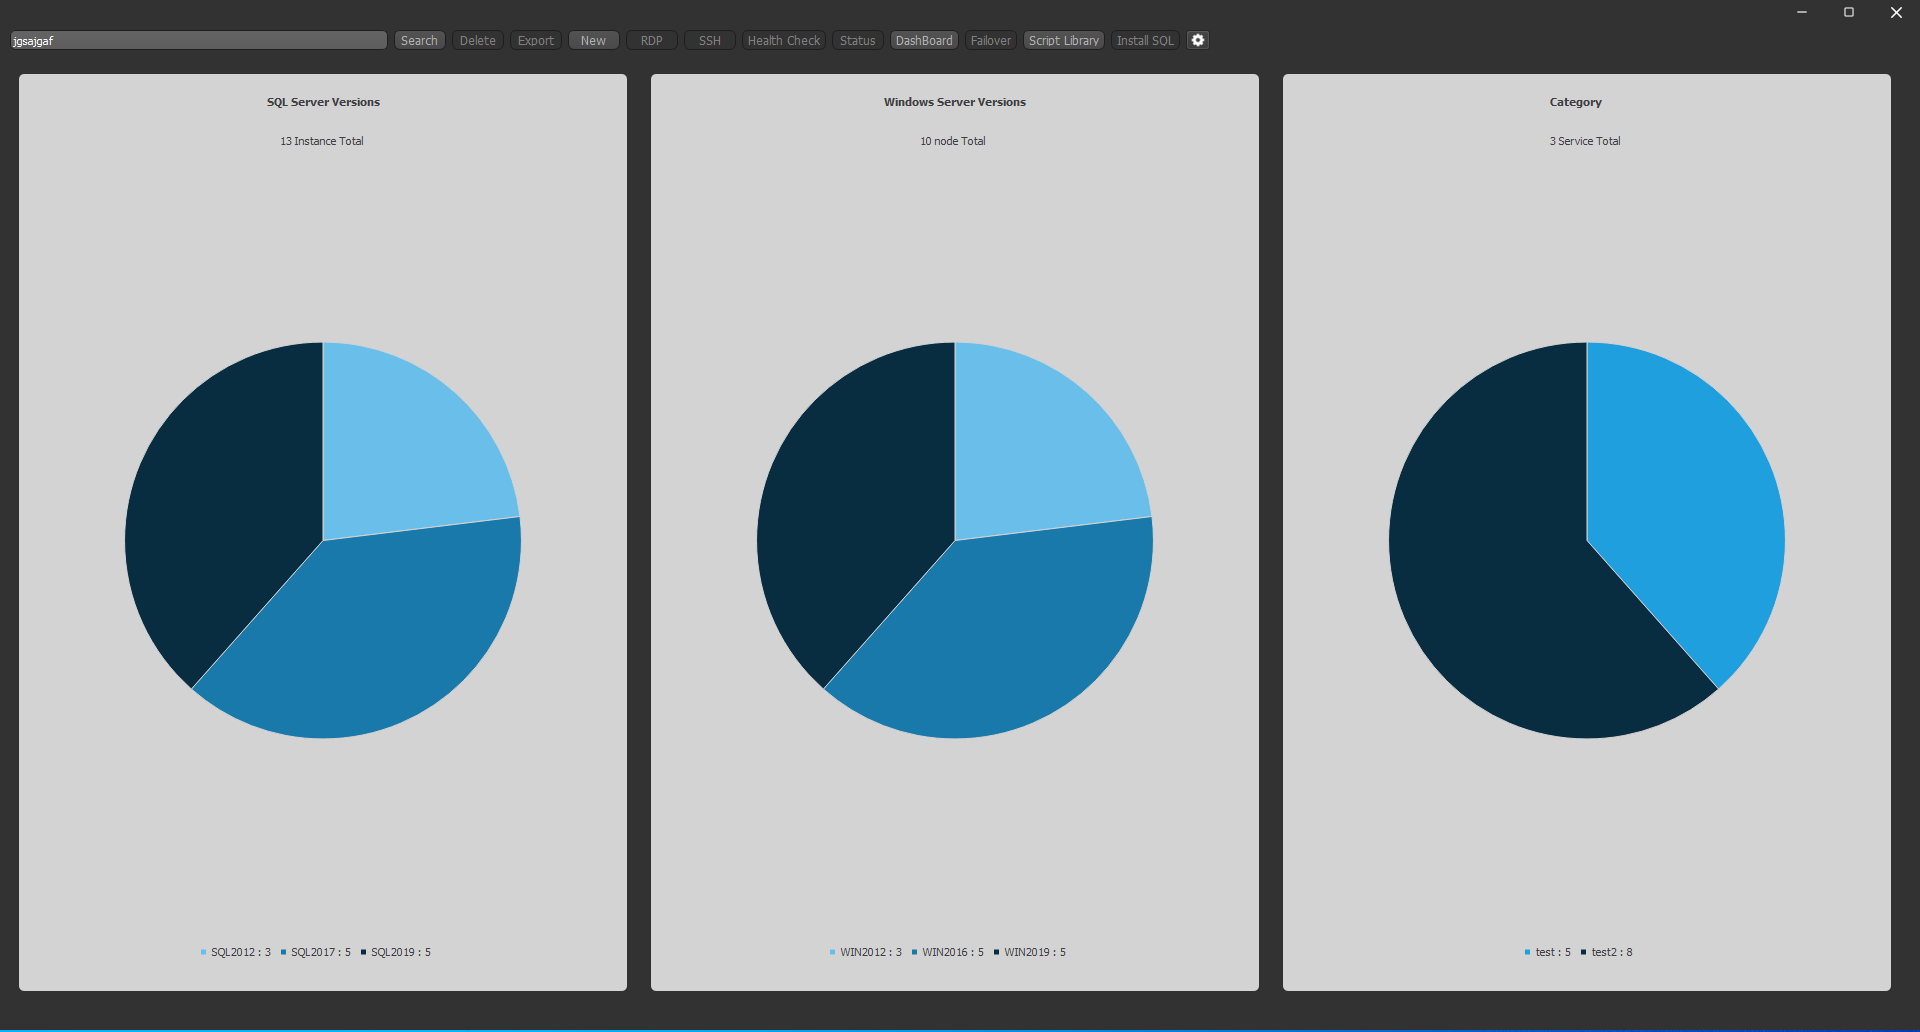 jgsajgaf Search Delete Export New RDP SSH Health Check Status DashBoard Failover Script Library Install SQL
SQL Server Versions
13 Instance Total
SQL2012 : 3 SQL2017 : 5 SQL2019 : 5
Windows Server Versions
10 node Total
WIN2012 : 3 WIN2016 : 5 WIN2019 : 5
Category
3 Service Total
test : 5 test2 : 8